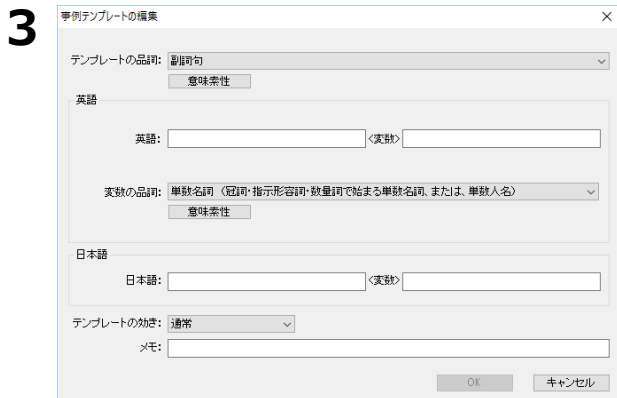 3
事例テンプレートの編集
テンプレートの品詞: 副詞句
意味素性
英語
英語: <変数>
変数の品詞: 単数名詞 (冠詞・指示形容詞・数量詞で始まる単数名詞、または、単数人名)
意味素性
日本語
日本語: <変数>
テンプレートの効き: 通常
メモ:
OK キャンセル